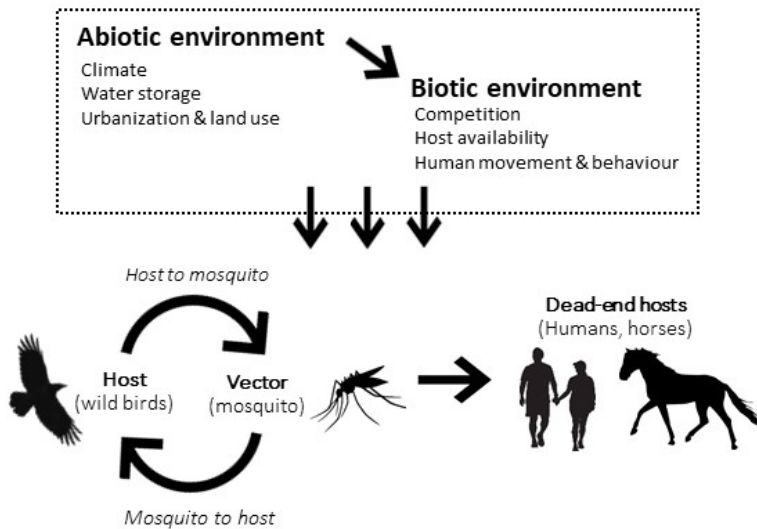 Abiotic environment
Climate
Water storage
Urbanization & land use
Biotic environment
Competition
Host availability
Human movement & behaviour
Host to mosquito
Host
(wild birds)
Vector
(mosquito)
Mosquito to host
Dead-end hosts
(Humans, horses)